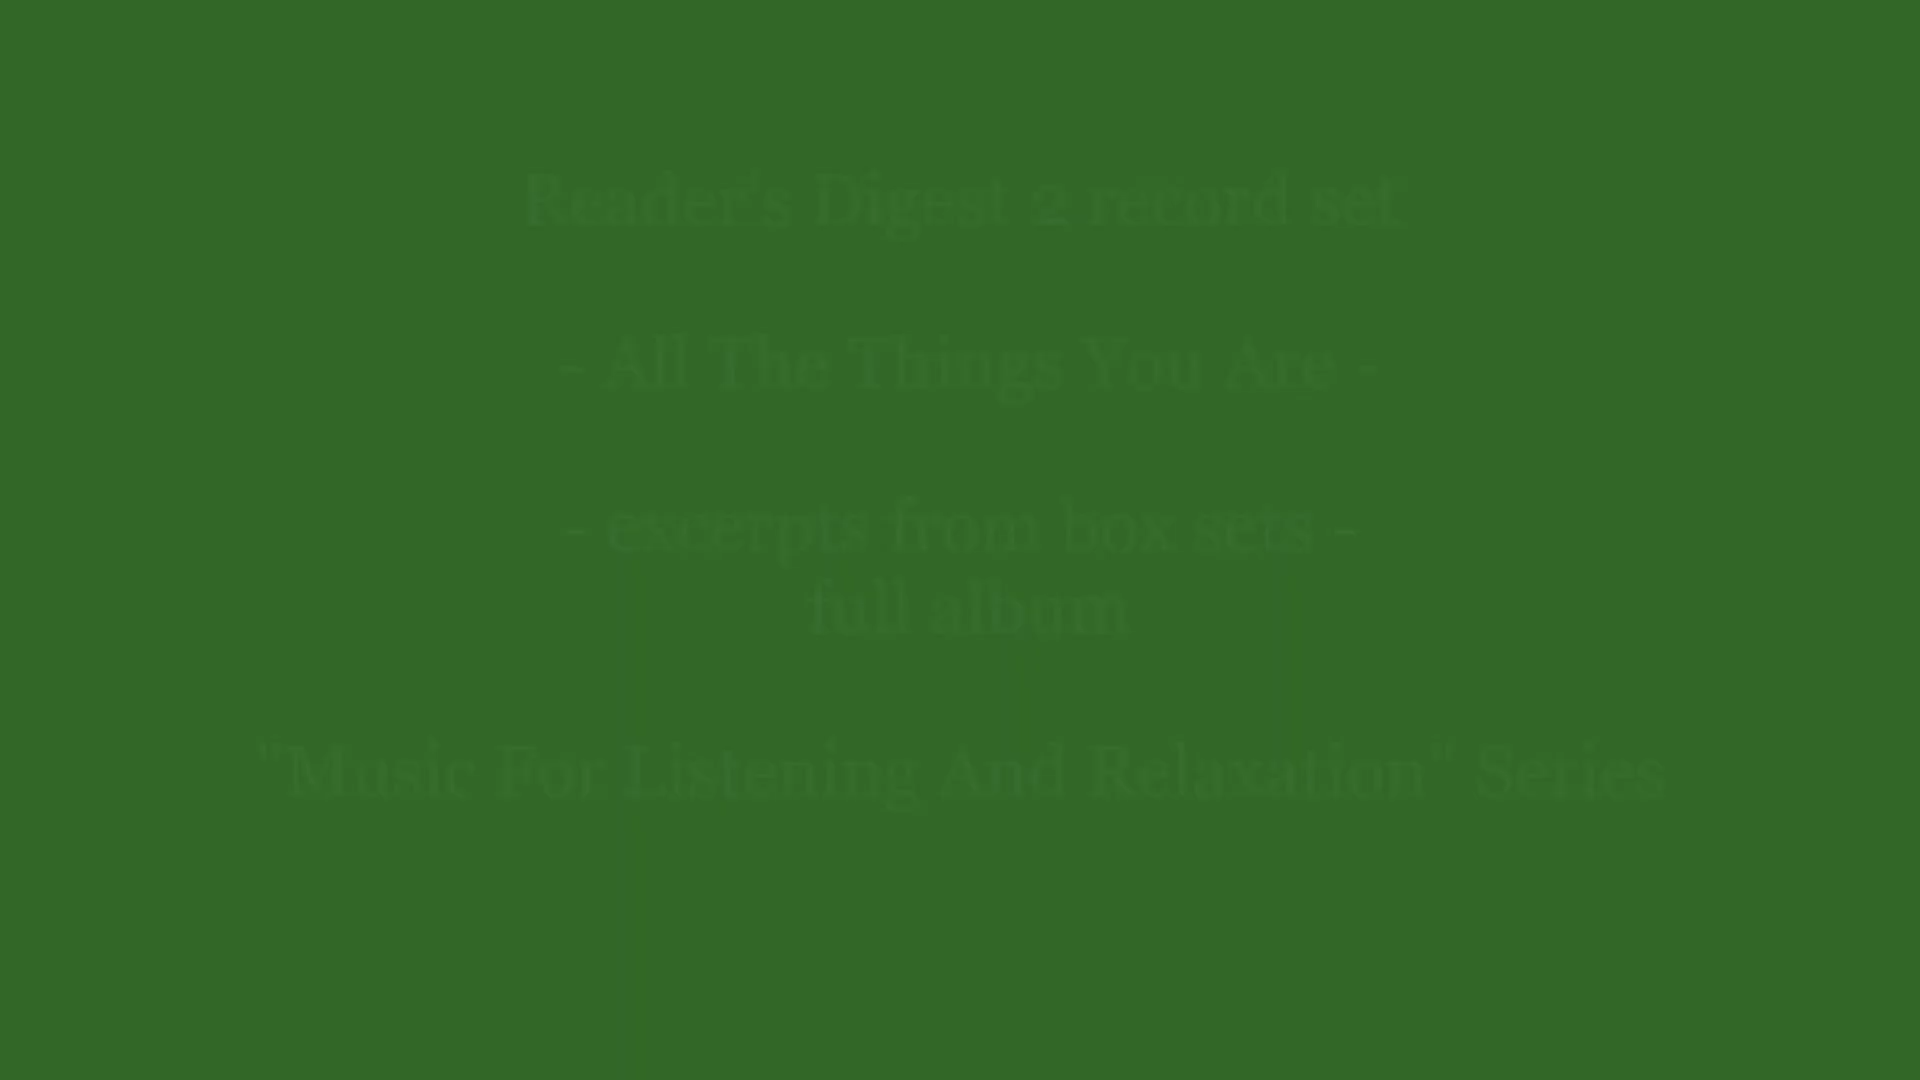 Reader's Digest 2 record set
- All The Things You Are -
- excerpts from box sets -
full album
"Music For Listening And Relaxation" Series